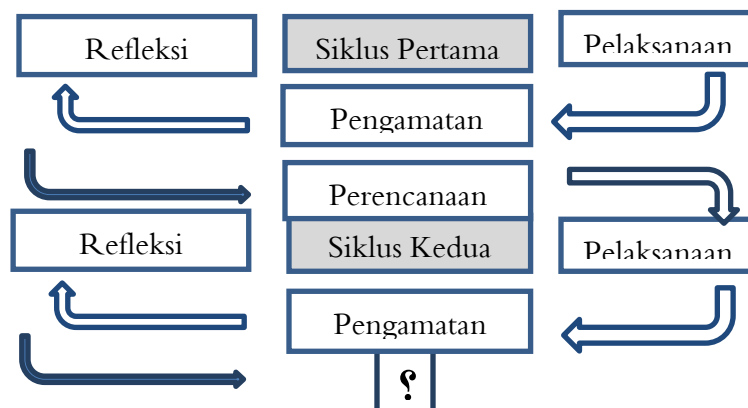 Refleksi
Siklus Pertama
Pelaksanaan
Pengamatan
Perencanaan
Refleksi
Siklus Kedua
Pelaksanaan
Pengamatan
؟